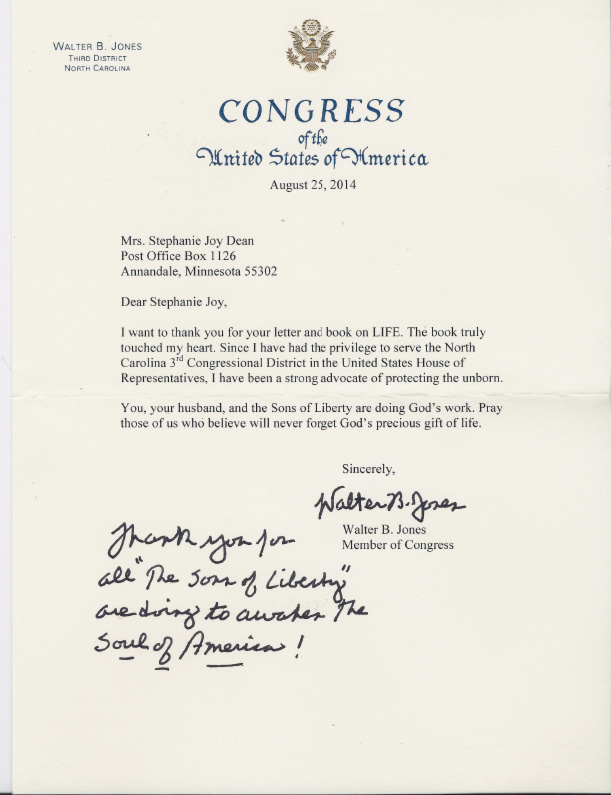 WALTER B. JONES
THIRD DISTRICT
NORTH CAROLINA
CONGRESS
of the
United States of America
August 25, 2014
Mrs. Stephanie Joy Dean
Post Office Box 1126
Annandale, Minnesota 55302
Dear Stephanie Joy,
I want to thank you for your letter and book on LIFE. The book truly
touched my heart. Since I have had the privilege to serve the North
Carolina 3rd Congressional District in the United States House of
Representatives, I have been a strong advocate of protecting the unborn.
You, your husband, and the Sons of Liberty are doing God's work. Pray
those of us who believe will never forget God's precious gift of life.
Sincerely,
Walter B. Jones
Walter B. Jones
Member of Congress
Thank you for
all "The Sons of Liberty"
are doing to awaken the
Soul of America!